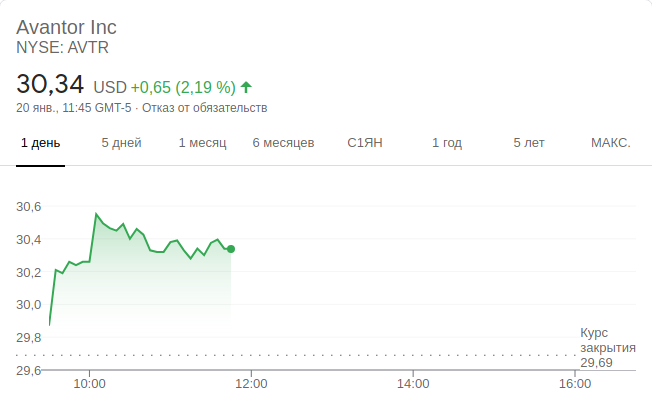 Avantor Inc
NYSE: AVTR
30,34 USD +0,65 (2,19 %)
20 янв., 11:45 GMT-5 · Отказ от обязательств
1 день 5 дней 1 месяц 6 месяцев С1ЯН 1 год 5 лет МАКС.
30,6
30,4
30,2
30,0
29,8
Курс
закрытия
29,69
29,6
10:00 12:00 14:00 16:00